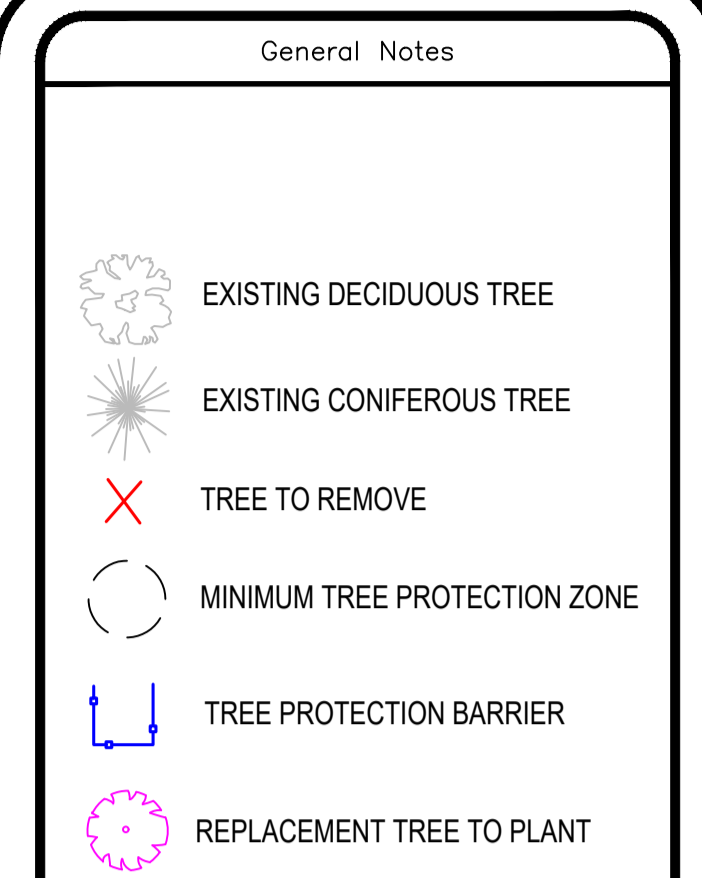 General Notes
EXISTING DECIDUOUS TREE
EXISTING CONIFEROUS TREE
TREE TO REMOVE
MINIMUM TREE PROTECTION ZONE
TREE PROTECTION BARRIER
REPLACEMENT TREE TO PLANT